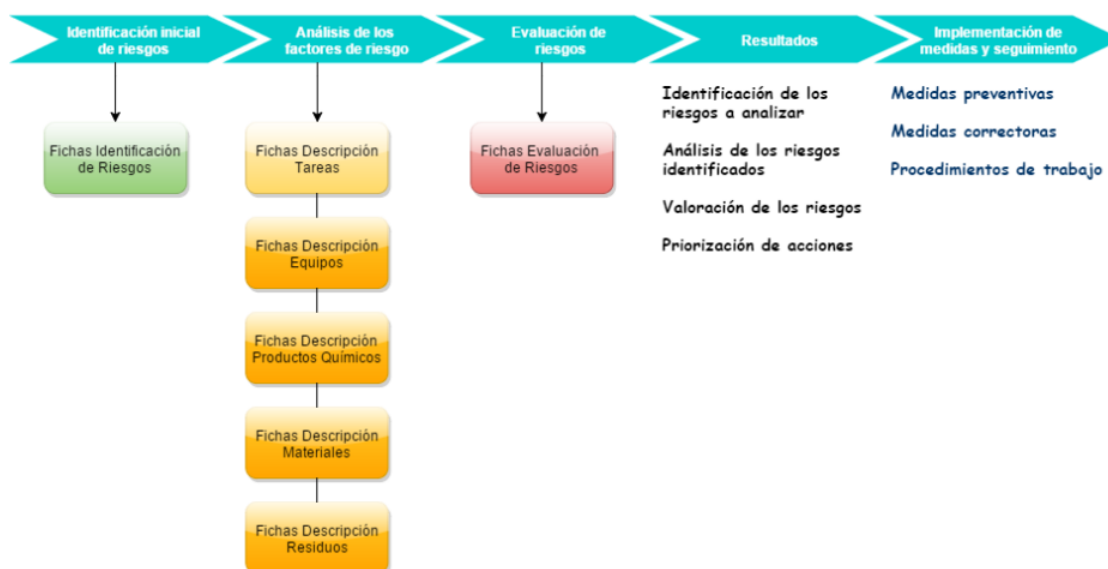 Identificación inicial
de riesgos
Análisis de los
factores de riesgo
Evaluación de
riesgos
Resultados
Implementación de
medidas y seguimiento
Fichas Identificación
de Riesgos
Fichas Descripción
Tareas
Fichas Descripción
Equipos
Fichas Descripción
Productos Químicos
Fichas Descripción
Materiales
Fichas Descripción
Residuos
Fichas Evaluación
de Riesgos
Identificación de los
riesgos a analizar
Análisis de los riesgos
identificados
Valoración de los riesgos
Priorización de acciones
Medidas preventivas
Medidas correctoras
Procedimientos de trabajo